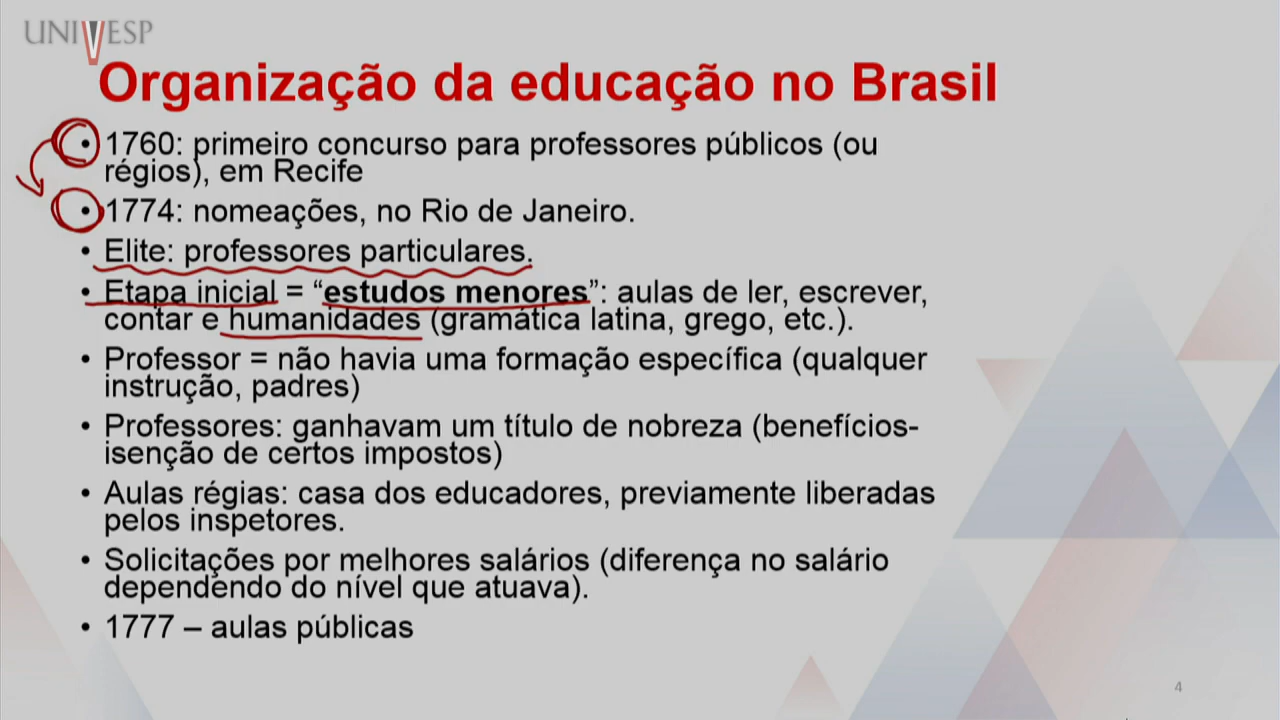 UNIVESP
Organização da educação no Brasil
• 1760: primeiro concurso para professores públicos (ou
régios), em Recife
• 1774: nomeações, no Rio de Janeiro.
• Elite: professores particulares.
• Etapa inicial = “estudos menores”: aulas de ler, escrever,
contar e humanidades (gramática latina, grego, etc.).
• Professor = não havia uma formação específica (qualquer
instrução, padres)
• Professores: ganhavam um título de nobreza (benefícios-
isenção de certos impostos)
• Aulas régias: casa dos educadores, previamente liberadas
pelos inspetores.
• Solicitações por melhores salários (diferença no salário
dependendo do nível que atuava).
• 1777 – aulas públicas
4